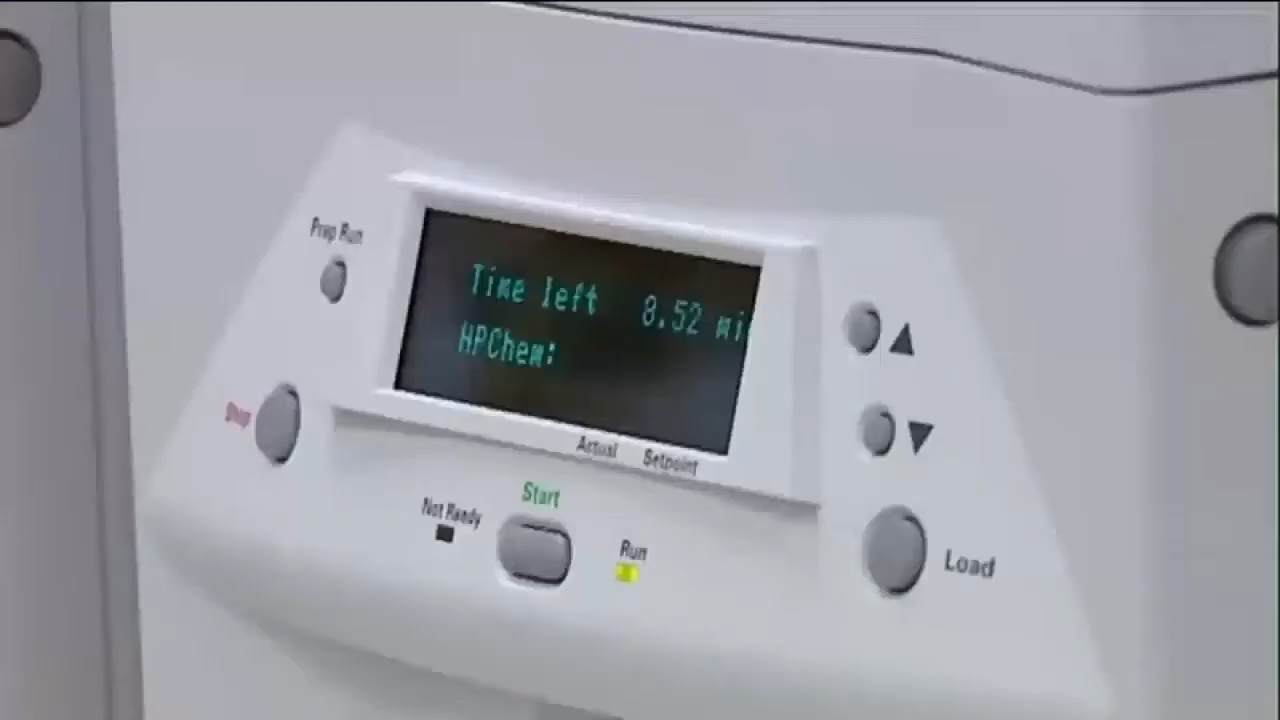 Prep Run
Time left 8.52 mi
HPChem:
Stop
Actual Setpoint
Start
Not Ready
Run
Load